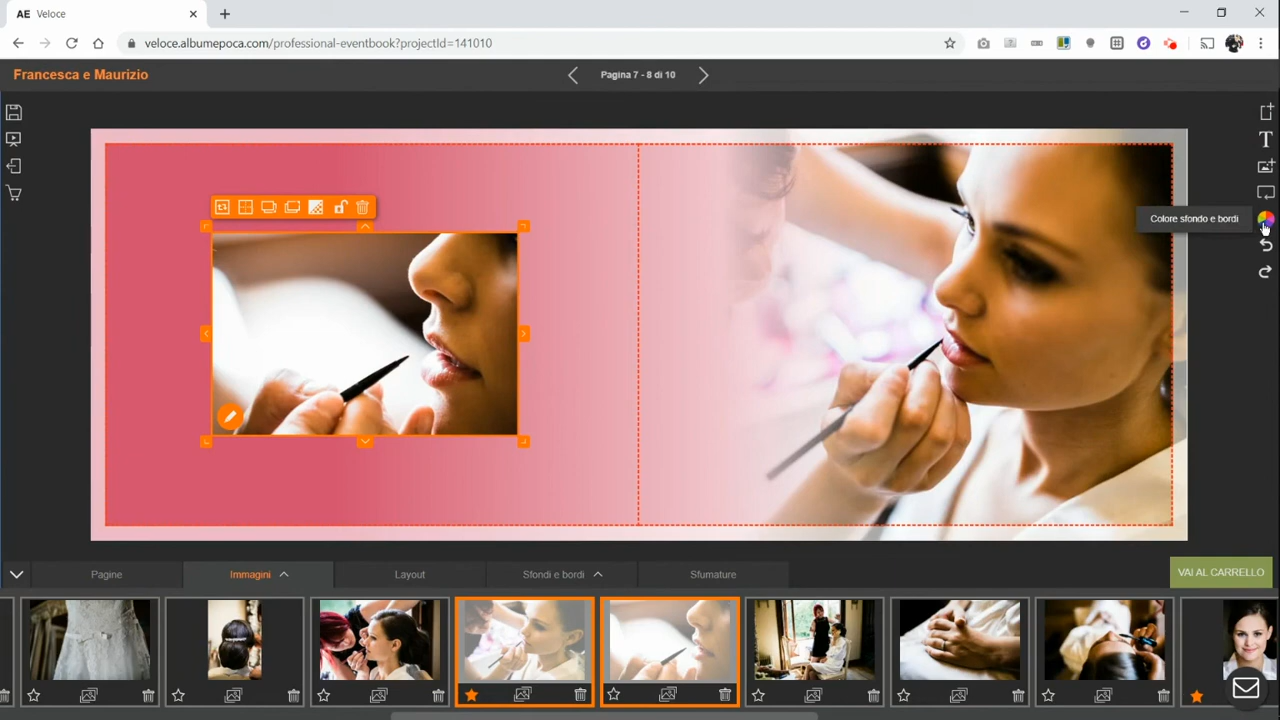 AE Veloce
veloce.albumepoca.com/professional-eventbook?projectId=141010
Francesca e Maurizio
Pagina 7 - 8 di 10
T
Colore sfondo e bordi
Pagine
Immagini
Layout
Sfondi e bordi
Sfumature
VAI AL CARRELLO